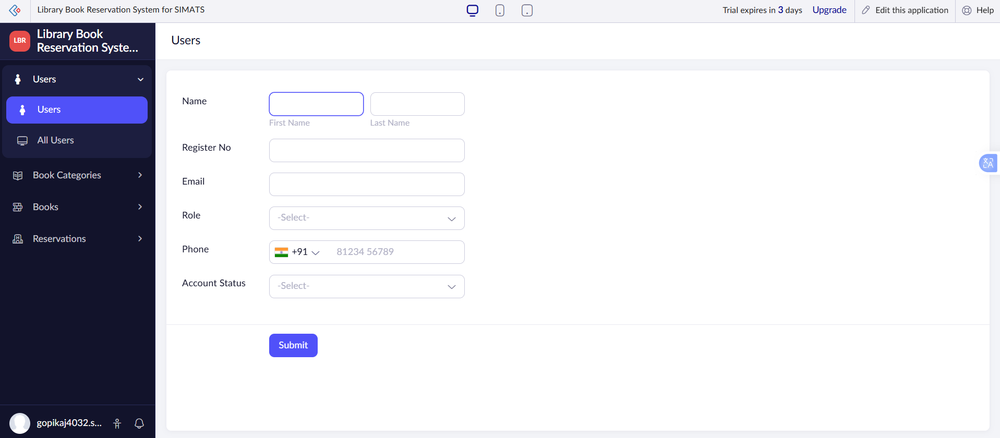 Library Book Reservation System for SIMATS
Trial expires in 3 days Upgrade Edit this application Help
LBR
Library Book
Reservation Syste...
Users
Users
All Users
Book Categories
Books
Reservations
gopikaj4032.s...
Users
Name
First Name Last Name
Register No
Email
Role -Select-
Phone +91 81234 56789
Account Status -Select-
Submit